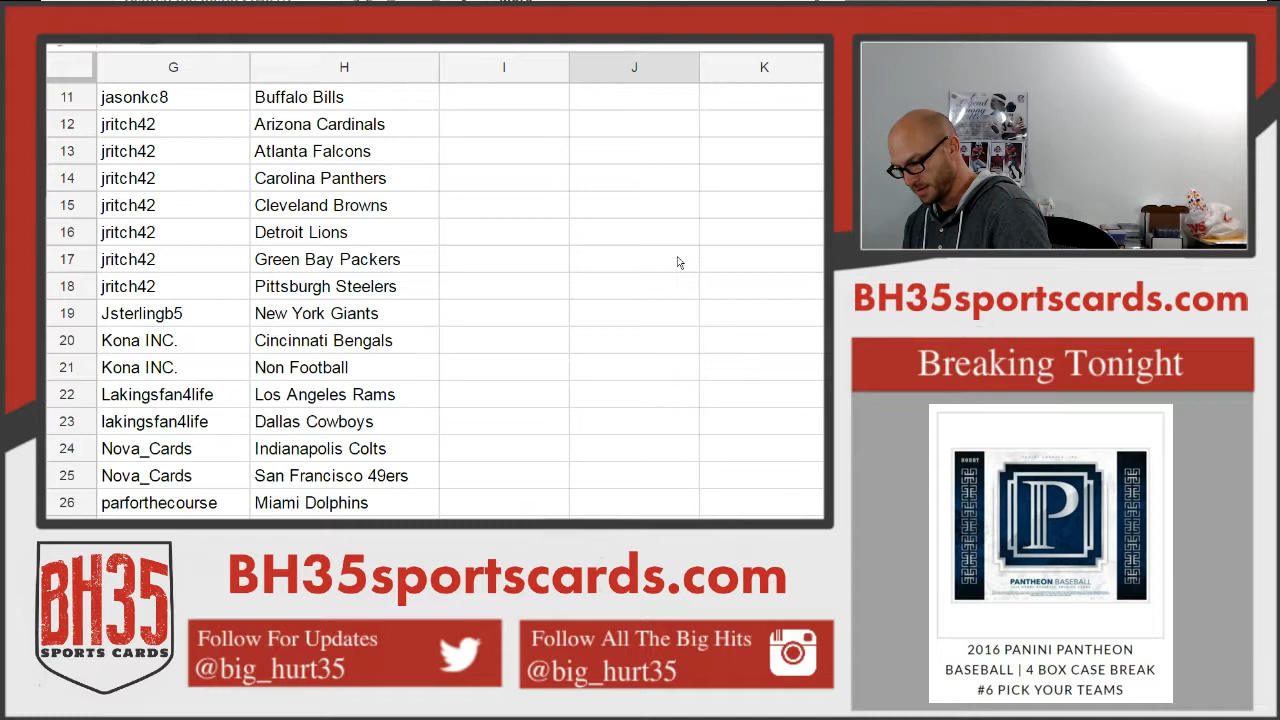 G H I J K
11 jasonkc8 Buffalo Bills
12 jritch42 Arizona Cardinals
13 jritch42 Atlanta Falcons
14 jritch42 Carolina Panthers
15 jritch42 Cleveland Browns
16 jritch42 Detroit Lions
17 jritch42 Green Bay Packers
18 jritch42 Pittsburgh Steelers
19 Jsterlingb5 New York Giants
20 Kona INC. Cincinnati Bengals
21 Kona INC. Non Football
22 Lakingsfan4life Los Angeles Rams
23 lakingsfan4life Dallas Cowboys
24 Nova_Cards Indianapolis Colts
25 Nova_Cards San Francisco 49ers
26 parforthecourse Miami Dolphins
BH35sportscards.com
Breaking Tonight
HOBBY
P
PANTHEON BASEBALL
2016 PANINI PANTHEON
BASEBALL | 4 BOX CASE BREAK
#6 PICK YOUR TEAMS
BH35
SPORTS CARDS
BH35sportscards.com
Follow For Updates
@big_hurt35
Follow All The Big Hits
@big_hurt35